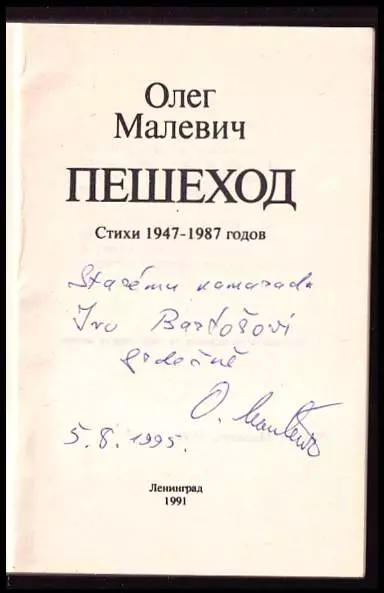 Олег
Малевич
ПЕШЕХОД
Стихи 1947-1987 годов
Starému kamarádu
Ivo Bartošovi
srdečně
O. Malevič
5.8.1995.
Ленинград
1991